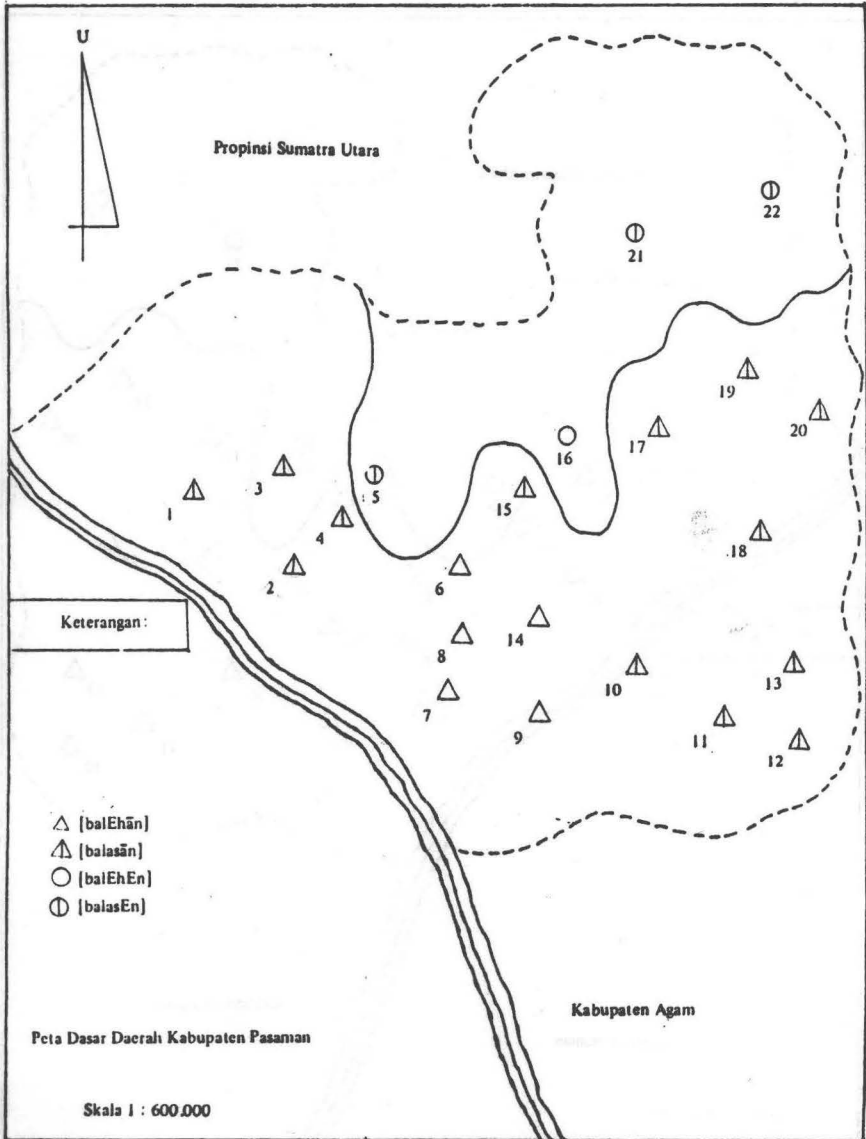 U
Propinsi Sumatra Utara
22
21
19
20
17
16
3
5
1
15
4
18
2
6
Keterangan :
14
8
10
13
7
9
11
12
[balEhān]
[balasān]
[balEhEn]
[balasEn]
Kabupaten Agam
Peta Dasar Daerah Kabupaten Pasaman
Skala 1 : 600.000